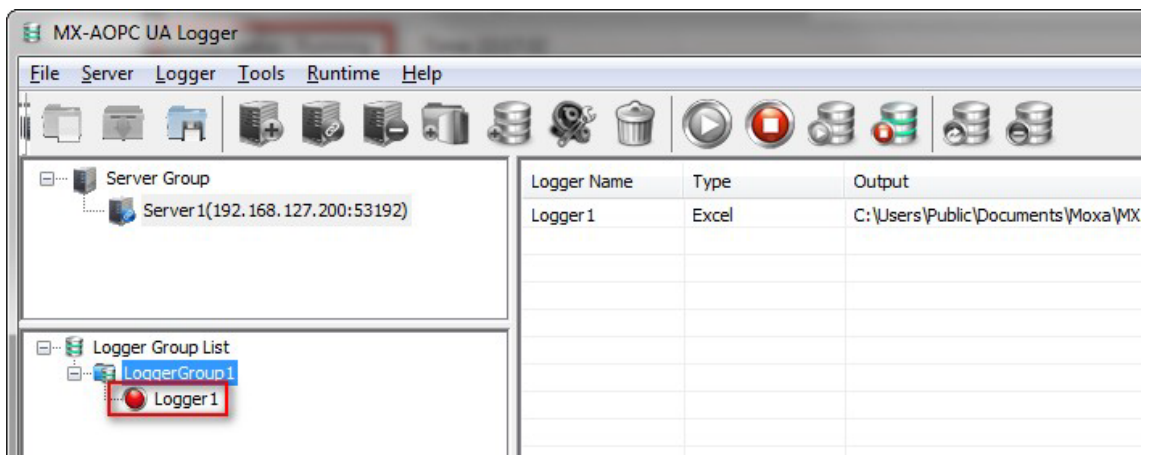 MX-AOPC UA Logger
File Server Logger Tools Runtime Help
Server Group
Server1(192.168.127.200:53192)
Logger Name Type Output
Logger1 Excel C:\Users\Public\Documents\Moxa\MX
Logger Group List
LoggerGroup1
Logger1